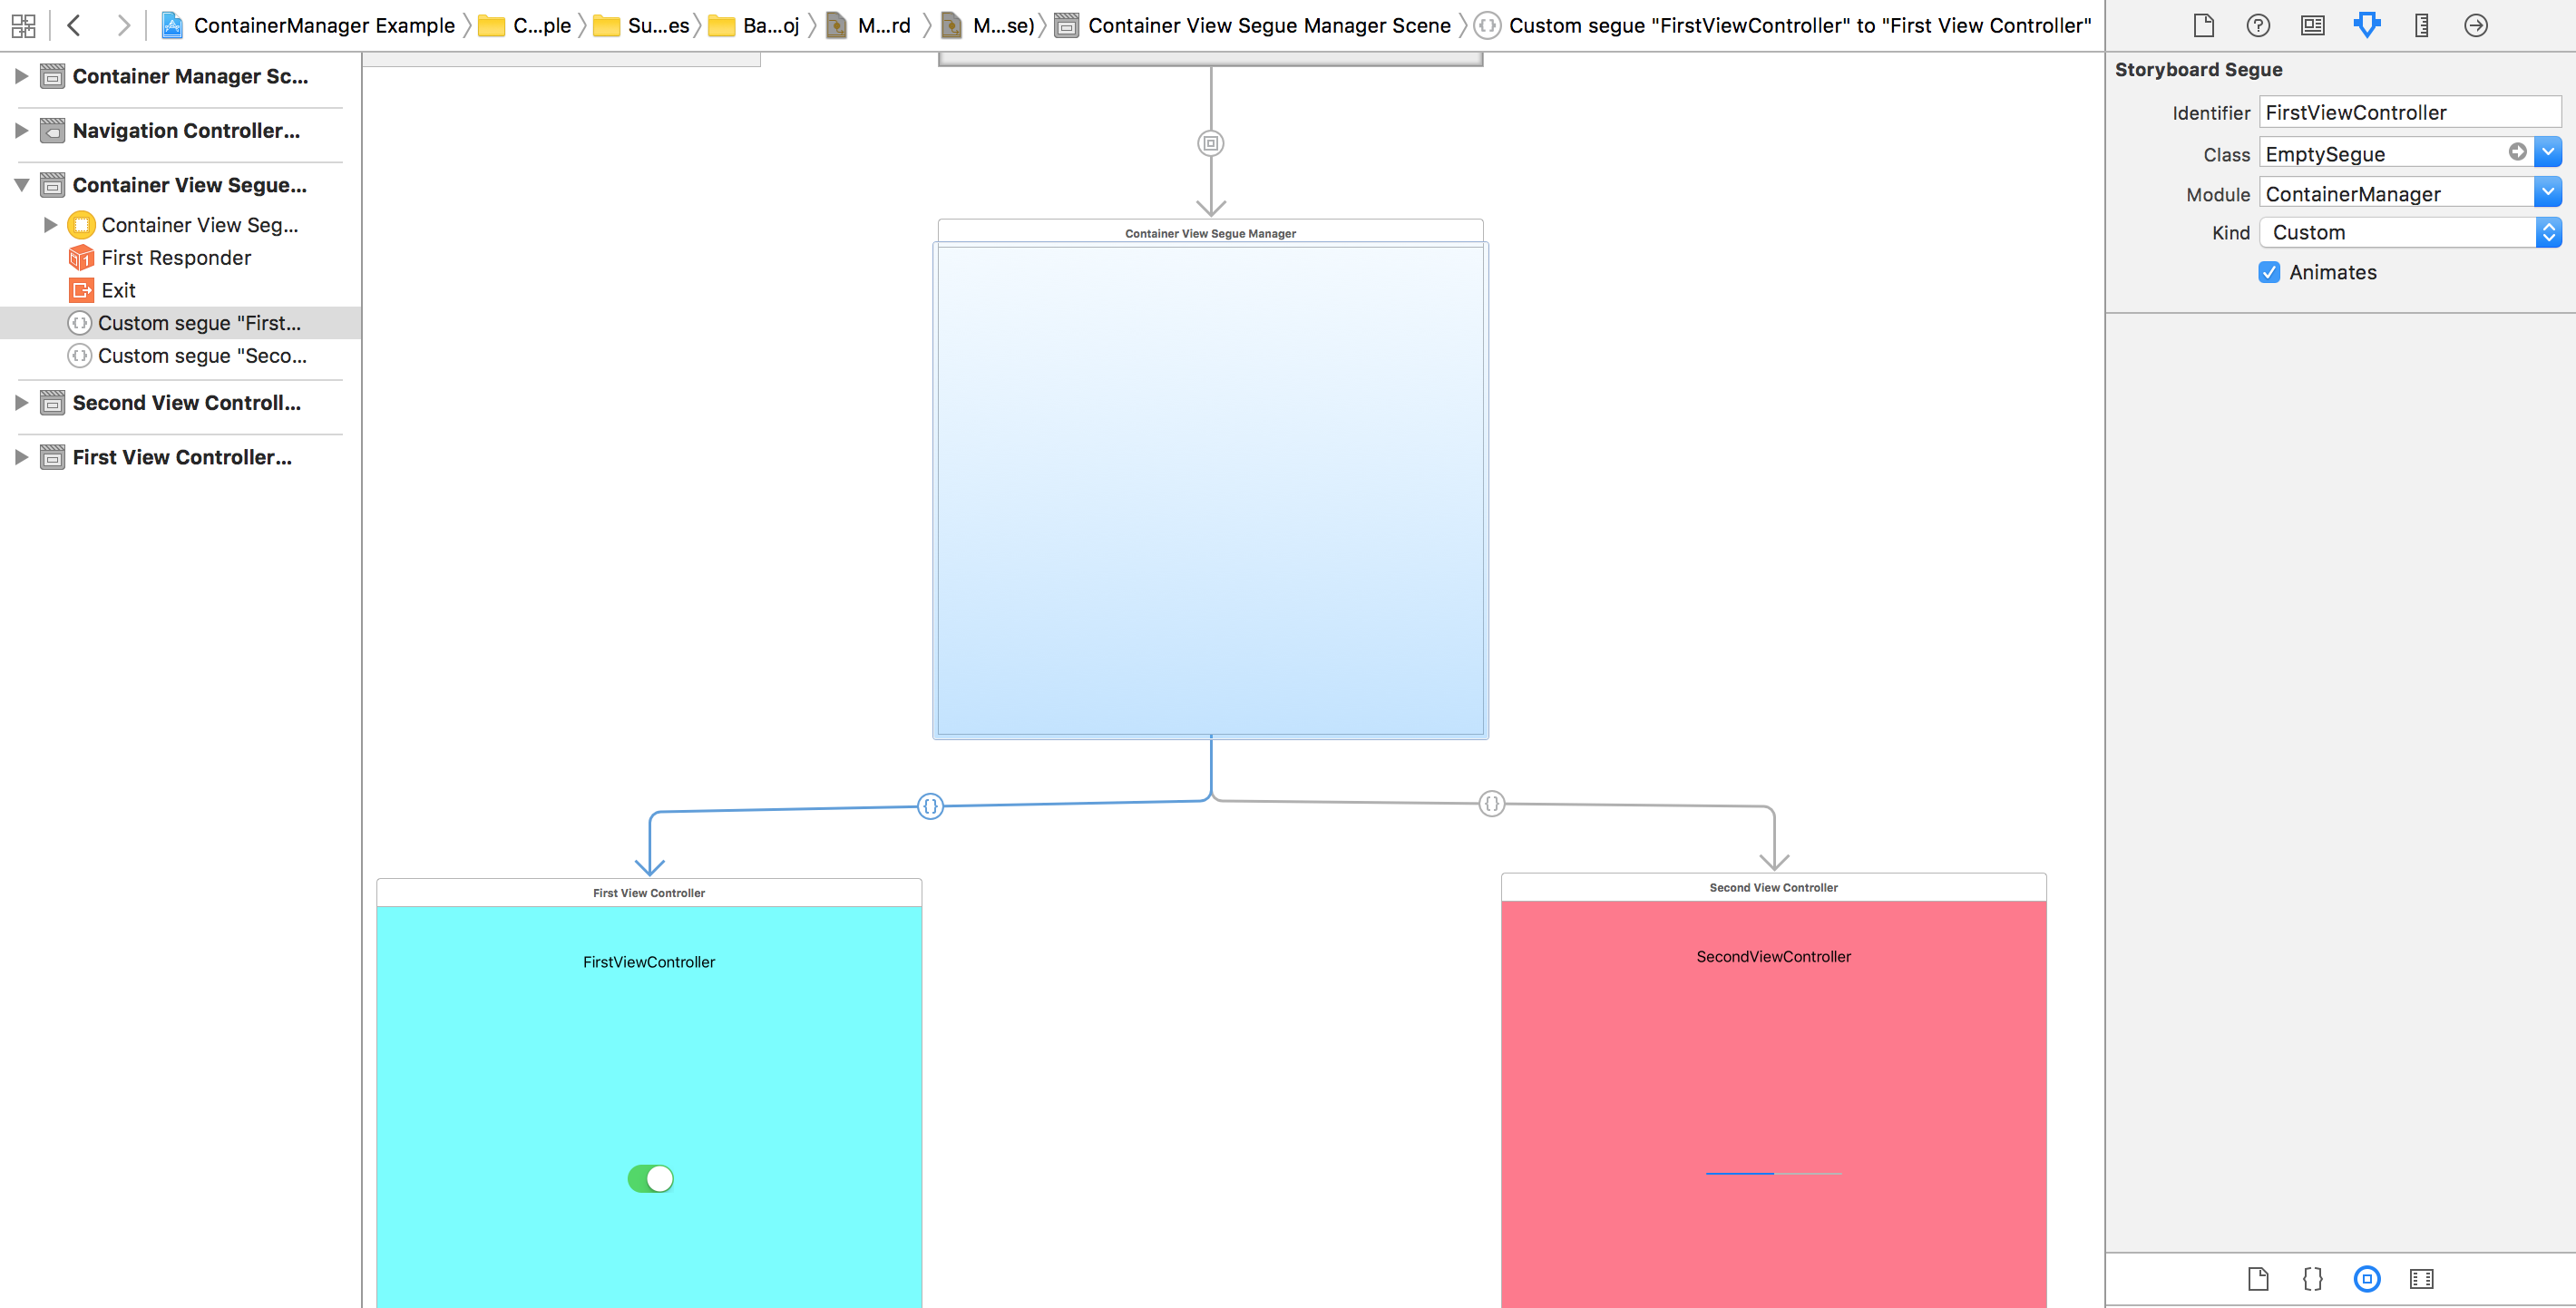 ContainerManager Example
C...ple
Su...es
Ba...oj
M...rd
M...se)
Container View Segue Manager Scene
Custom segue "FirstViewController" to "First View Controller"
Container Manager Sc...
Navigation Controller...
Container View Segue...
Container View Seg...
First Responder
Exit
Custom segue "First...
Custom segue "Seco...
Second View Controll...
First View Controller...
Container View Segue Manager
First View Controller
FirstViewController
Second View Controller
SecondViewController
Storyboard Segue
Identifier FirstViewController
Class EmptySegue
Module ContainerManager
Kind Custom
Animates